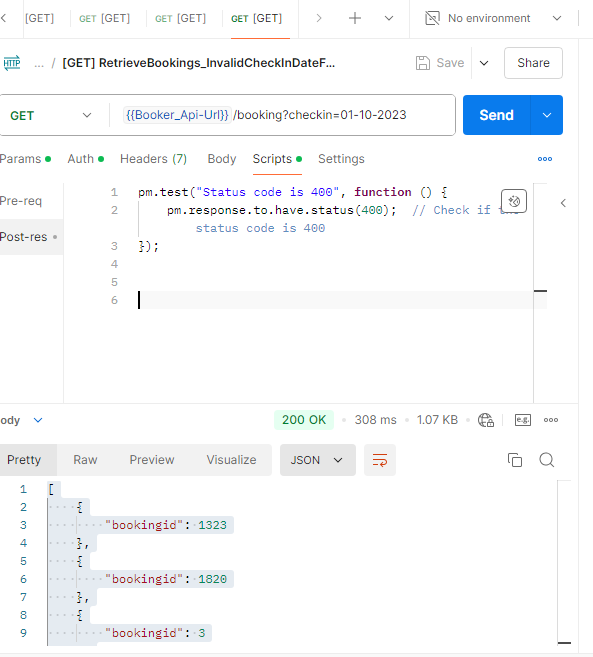 [GET] GET [GET] GET [GET] GET [GET] No environment
HTTP ... / [GET] RetrieveBookings_InvalidCheckInDateF... Save Share
GET {{Booker_Api-Url}} /booking?checkin=01-10-2023 Send
Params Auth Headers (7) Body Scripts Settings
Pre-req
Post-res
1 pm.test("Status code is 400", function () {
2 pm.response.to.have.status(400); // Check if the
status code is 400
3 });
4
5
6
ody 200 OK 308 ms 1.07 KB e.g.
Pretty Raw Preview Visualize JSON
1 [
2 {
3 "bookingid": 1323
4 },
5 {
6 "bookingid": 1820
7 },
8 {
9 "bookingid": 3